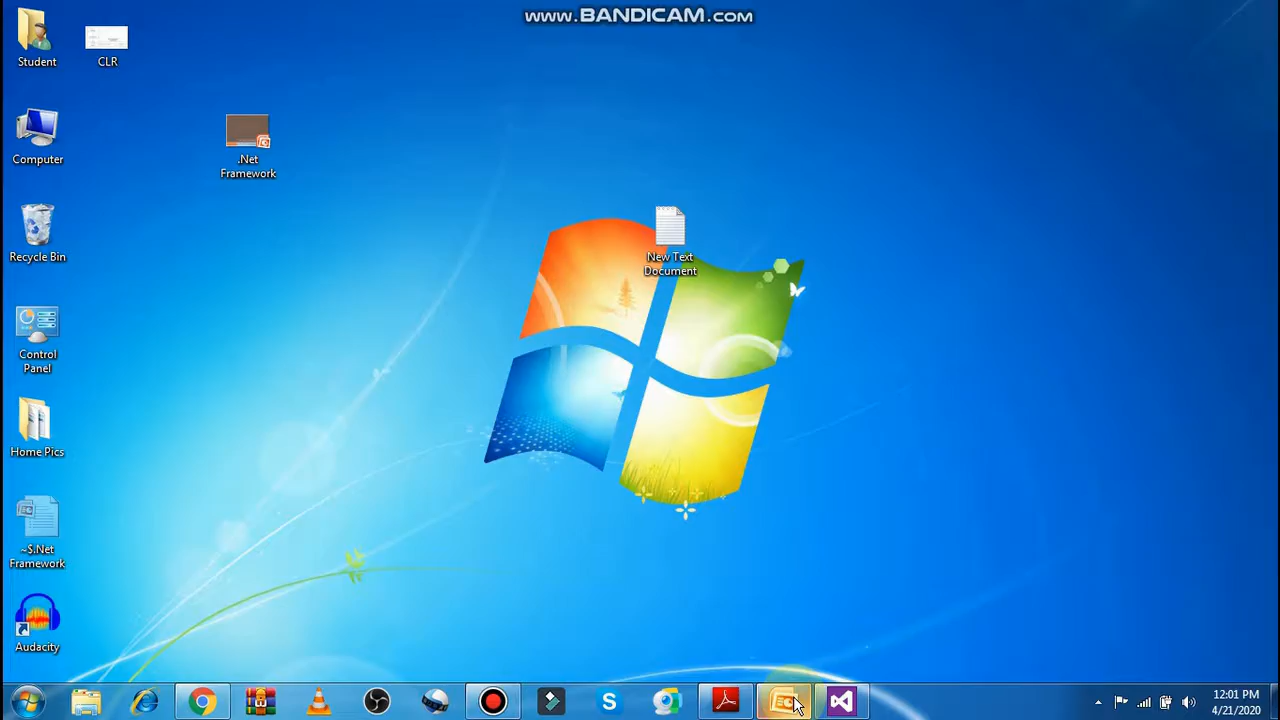 www.BANDICAM.com
Student
CLR
.Net
Framework
Computer
Recycle Bin
New Text
Document
Control
Panel
Home Pics
~$.Net
Framework
Audacity
12:01 PM
4/21/2020